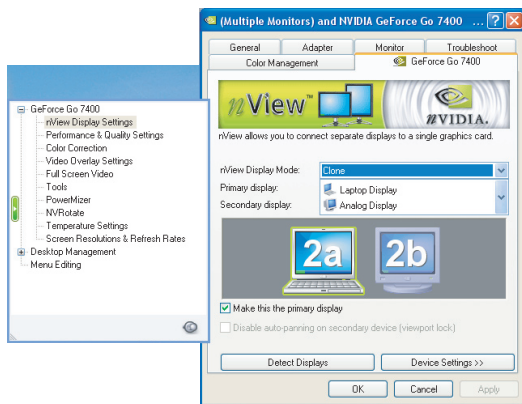 (Multiple Monitors) and NVIDIA GeForce Go 7400 ...
General Adapter Monitor Troubleshoot
Color Management GeForce Go 7400
nView™
nVIDIA.
nView allows you to connect separate displays to a single graphics card.
nView Display Mode: Clone
Primary display: Laptop Display
Secondary display: Analog Display
2a 2b
Make this the primary display
Disable auto-panning on secondary device (viewport lock)
Detect Displays Device Settings >>
OK Cancel Apply
GeForce Go 7400
nView Display Settings
Performance & Quality Settings
Color Correction
Video Overlay Settings
Full Screen Video
Tools
PowerMizer
NVRotate
Temperature Settings
Screen Resolutions & Refresh Rates
Desktop Management
Menu Editing